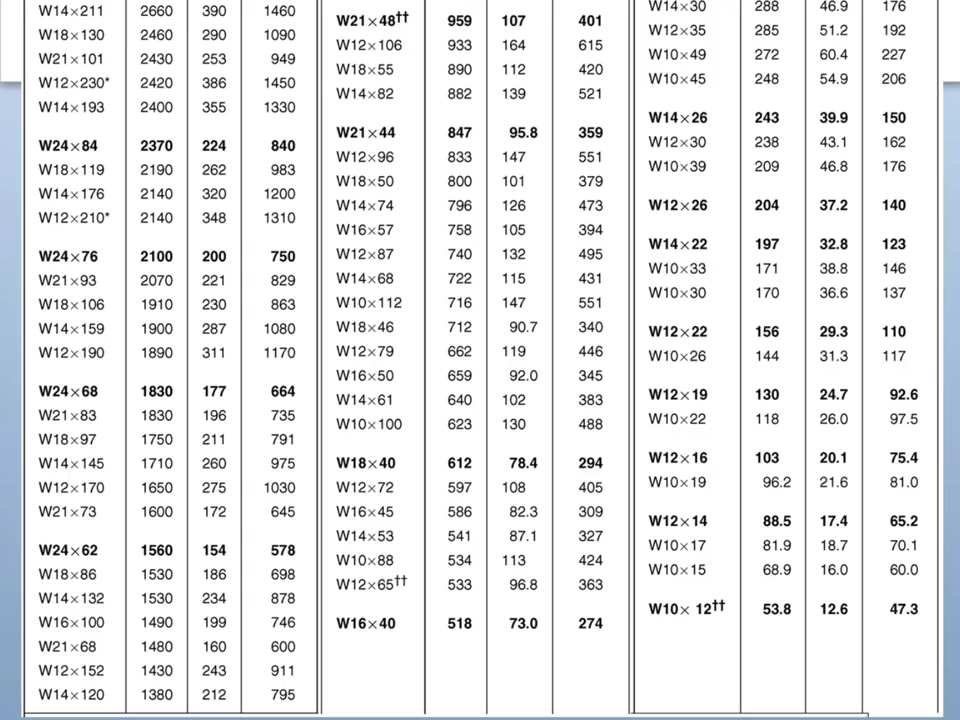 W14×211 2660 390 1460
W18×130 2460 290 1090
W21×101 2430 253 949
W12×230* 2420 386 1450
W14×193 2400 355 1330
W24×84 2370 224 840
W18×119 2190 262 983
W14×176 2140 320 1200
W12×210* 2140 348 1310
W24×76 2100 200 750
W21×93 2070 221 829
W18×106 1910 230 863
W14×159 1900 287 1080
W12×190 1890 311 1170
W24×68 1830 177 664
W21×83 1830 196 735
W18×97 1750 211 791
W14×145 1710 260 975
W12×170 1650 275 1030
W21×73 1600 172 645
W24×62 1560 154 578
W18×86 1530 186 698
W14×132 1530 234 878
W16×100 1490 199 746
W21×68 1480 160 600
W12×152 1430 243 911
W14×120 1380 212 795
W21×48†† 959 107 401
W12×106 933 164 615
W18×55 890 112 420
W14×82 882 139 521
W21×44 847 95.8 359
W12×96 833 147 551
W18×50 800 101 379
W14×74 796 126 473
W16×57 758 105 394
W12×87 740 132 495
W14×68 722 115 431
W10×112 716 147 551
W18×46 712 90.7 340
W12×79 662 119 446
W16×50 659 92.0 345
W14×61 640 102 383
W10×100 623 130 488
W18×40 612 78.4 294
W12×72 597 108 405
W16×45 586 82.3 309
W14×53 541 87.1 327
W10×88 534 113 424
W12×65†† 533 96.8 363
W16×40 518 73.0 274
W14×30 288 46.9 176
W12×35 285 51.2 192
W10×49 272 60.4 227
W10×45 248 54.9 206
W14×26 243 39.9 150
W12×30 238 43.1 162
W10×39 209 46.8 176
W12×26 204 37.2 140
W14×22 197 32.8 123
W10×33 171 38.8 146
W10×30 170 36.6 137
W12×22 156 29.3 110
W10×26 144 31.3 117
W12×19 130 24.7 92.6
W10×22 118 26.0 97.5
W12×16 103 20.1 75.4
W10×19 96.2 21.6 81.0
W12×14 88.5 17.4 65.2
W10×17 81.9 18.7 70.1
W10×15 68.9 16.0 60.0
W10× 12†† 53.8 12.6 47.3